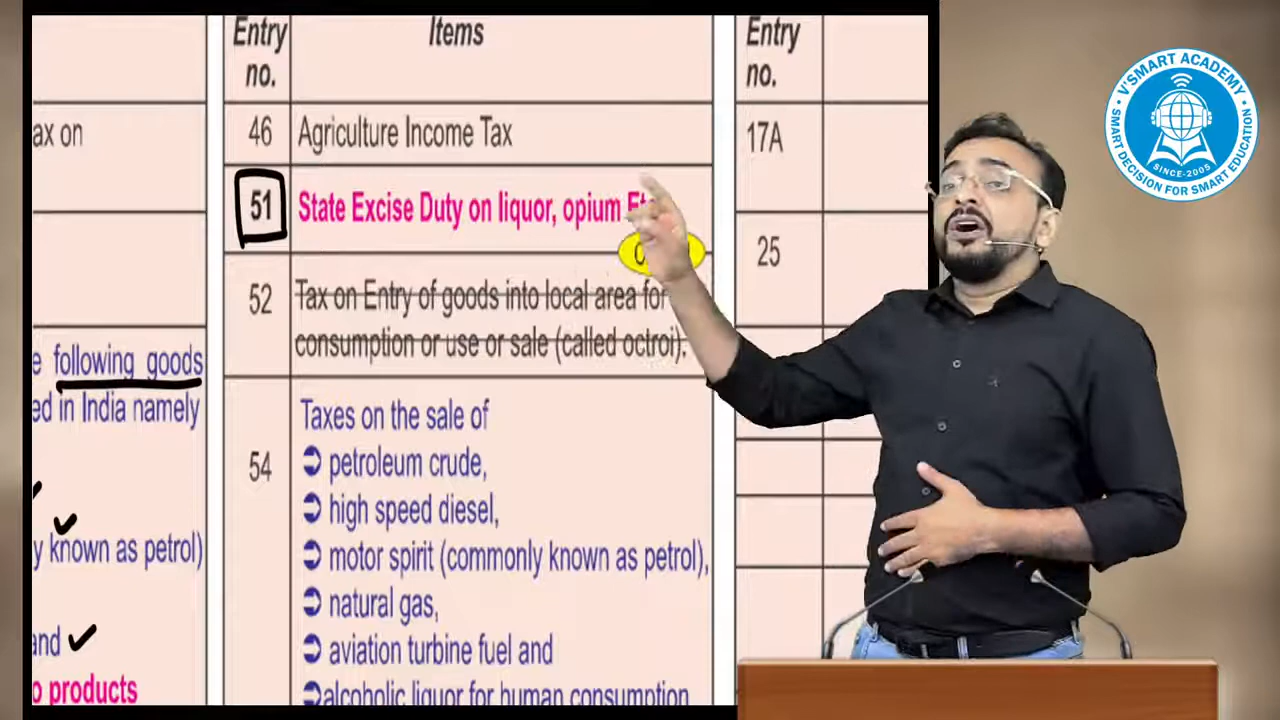 ax on
e following goods
ed in India namely
y known as petrol)
and
o products
Entry no.
Items
46 Agriculture Income Tax
51 State Excise Duty on liquor, opium
52 Tax on Entry of goods into local area for
consumption or use or sale (called octroi).
54 Taxes on the sale of
petroleum crude,
high speed diesel,
motor spirit (commonly known as petrol),
natural gas,
aviation turbine fuel and
alcoholic liquor for human consumption
Entry no.
17A
25
V'SMART ACADEMY
SMART DECISION FOR SMART EDUCATION
SINCE-2005